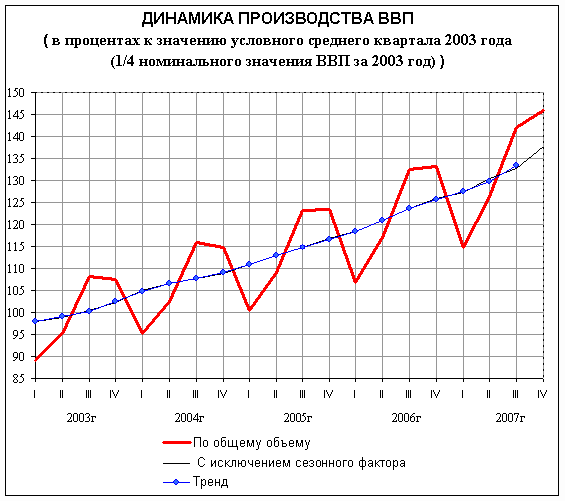 ДИНАМИКА ПРОИЗВОДСТВА ВВП
( в процентах к значению условного среднего квартала 2003 года
(1/4 номинального значения ВВП за 2003 год) )
150
145
140
135
130
125
120
115
110
105
100
95
90
85
I II III IV I II III IV I II III IV I II III IV I II III IV
2003г 2004г 2005г 2006г 2007г
По общему объему
С исключением сезонного фактора
Тренд